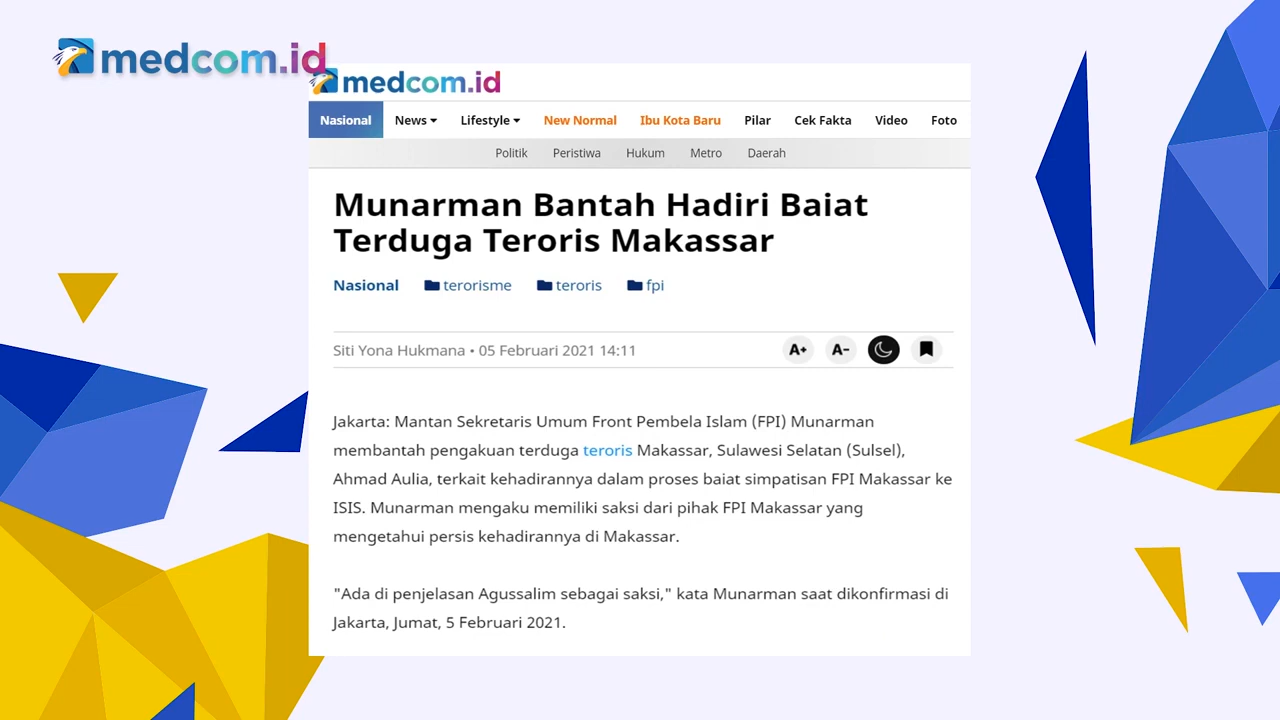 medcom.id
medcom.id
Nasional News Lifestyle New Normal Ibu Kota Baru Pilar Cek Fakta Video Foto
Politik Peristiwa Hukum Metro Daerah
Munarman Bantah Hadiri Baiat
Terduga Teroris Makassar
Nasional terorisme teroris fpi
Siti Yona Hukmana • 05 Februari 2021 14:11 A+ A-
Jakarta: Mantan Sekretaris Umum Front Pembela Islam (FPI) Munarman
membantah pengakuan terduga teroris Makassar, Sulawesi Selatan (Sulsel),
Ahmad Aulia, terkait kehadirannya dalam proses baiat simpatisan FPI Makassar ke
ISIS. Munarman mengaku memiliki saksi dari pihak FPI Makassar yang
mengetahui persis kehadirannya di Makassar.
"Ada di penjelasan Agussalim sebagai saksi," kata Munarman saat dikonfirmasi di
Jakarta, Jumat, 5 Februari 2021.